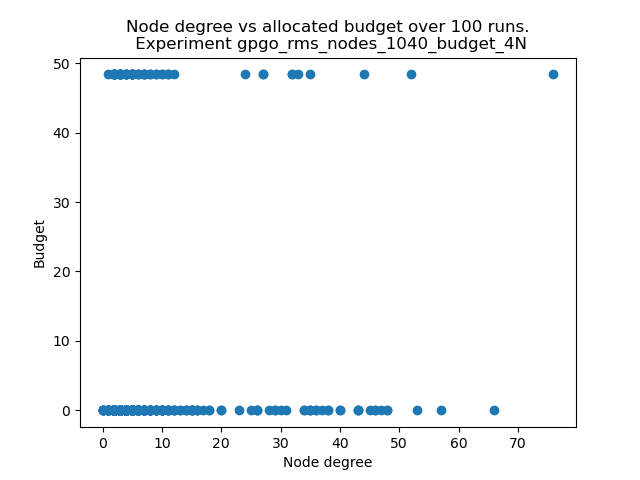 Node degree vs allocated budget over 100 runs.
Experiment gpgo_rms_nodes_1040_budget_4N
50
40
30
20
10
0
Budget
0 10 20 30 40 50 60 70
Node degree